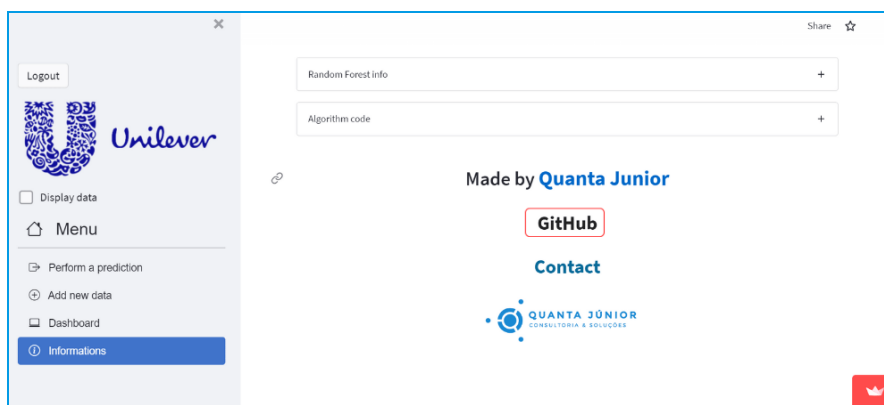 Share
Logout
Unilever
Display data
Menu
Perform a prediction
Add new data
Dashboard
Informations
Random Forest info
Algorithm code
Made by Quanta Junior
GitHub
Contact
QUANTA JÚNIOR
CONSULTORIA & SOLUÇÕES